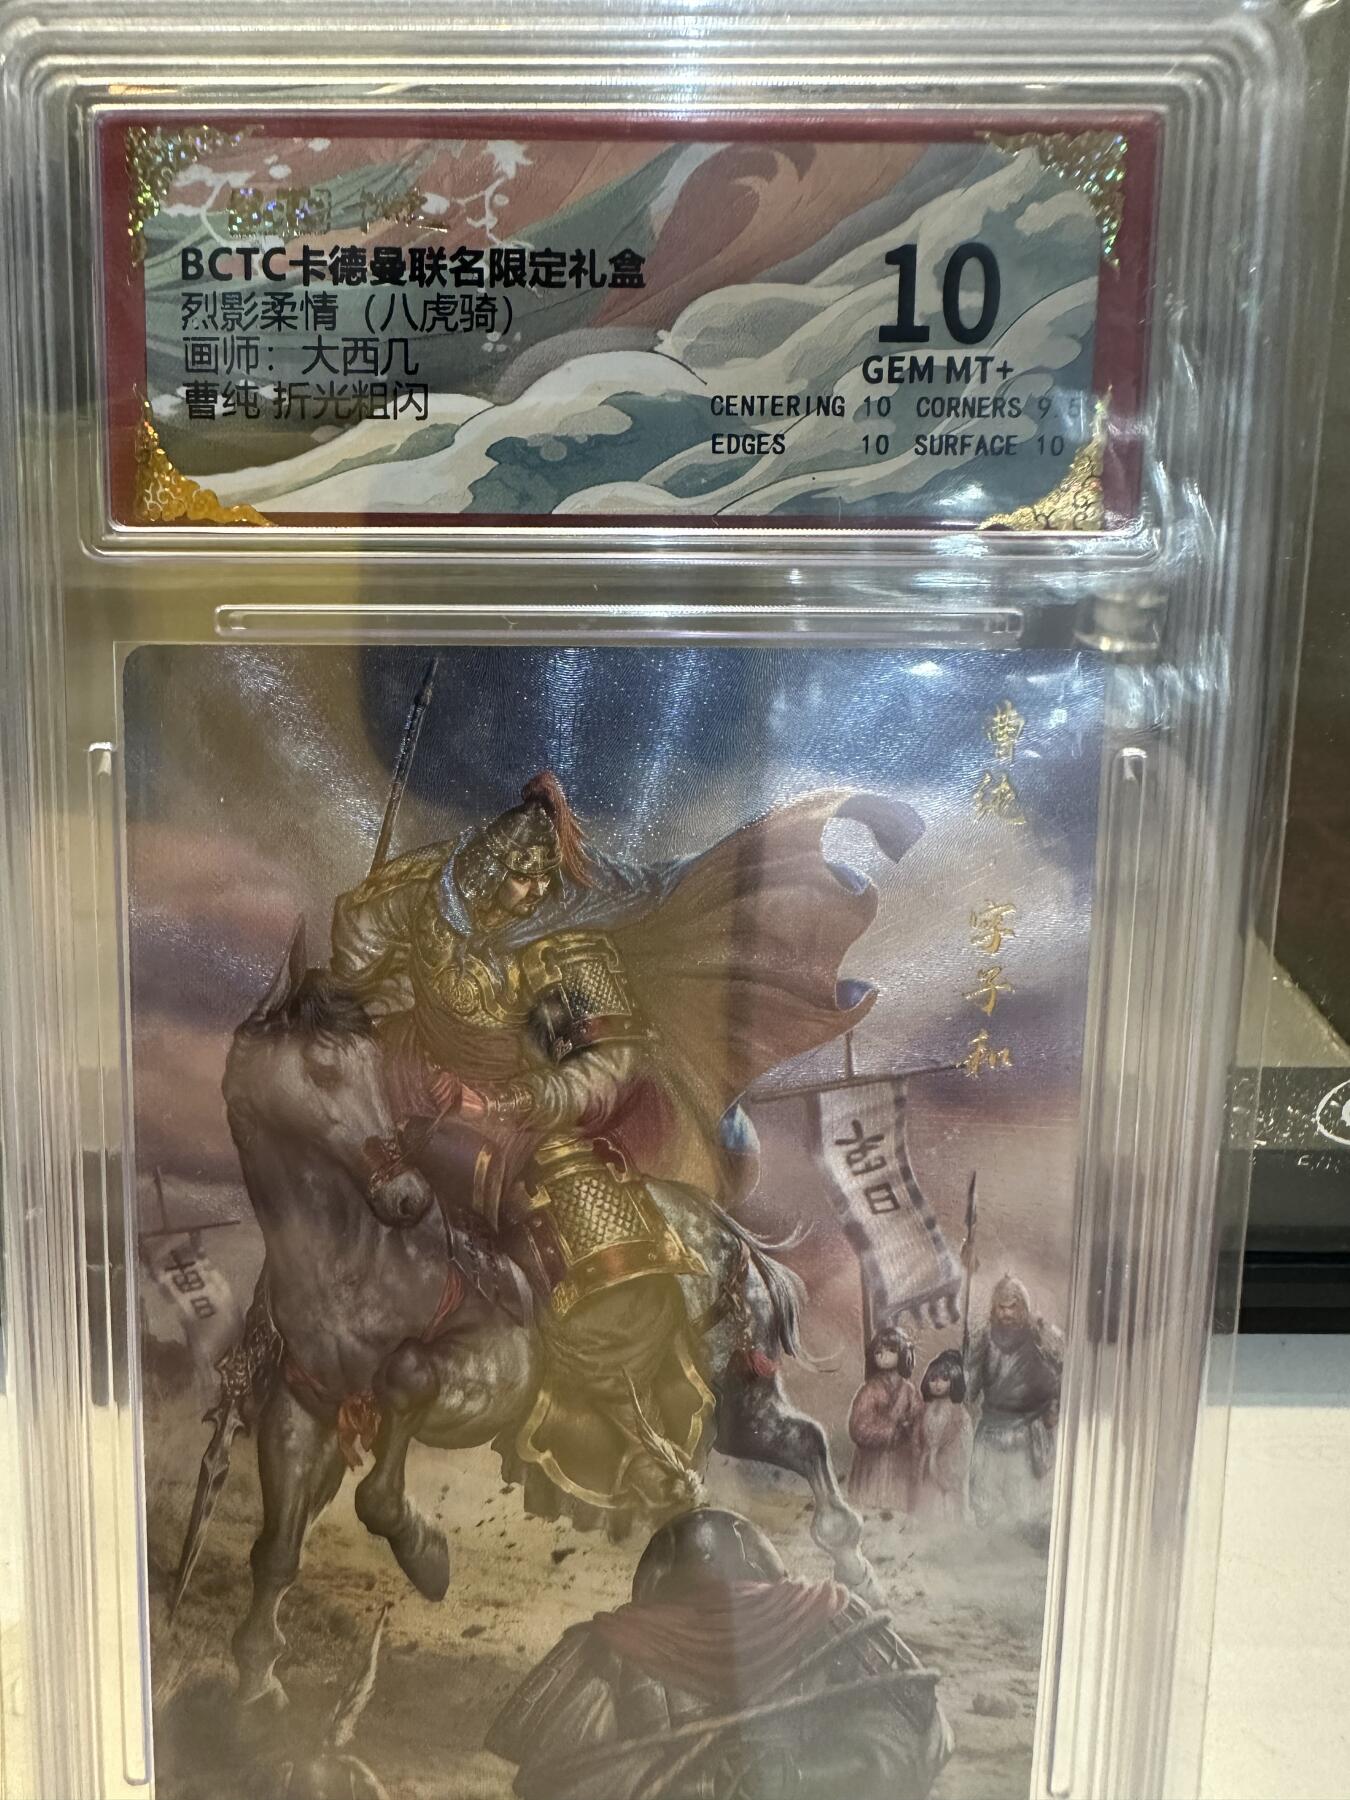 BCTC卡德曼联名限定礼盒
烈影柔情（八虎骑）
画师：大西几
曹纯 折光粗闪
10
GEM MT+
CENTERING 10 CORNERS 9.5
EDGES 10 SURFACE 10
曹纯 字子和